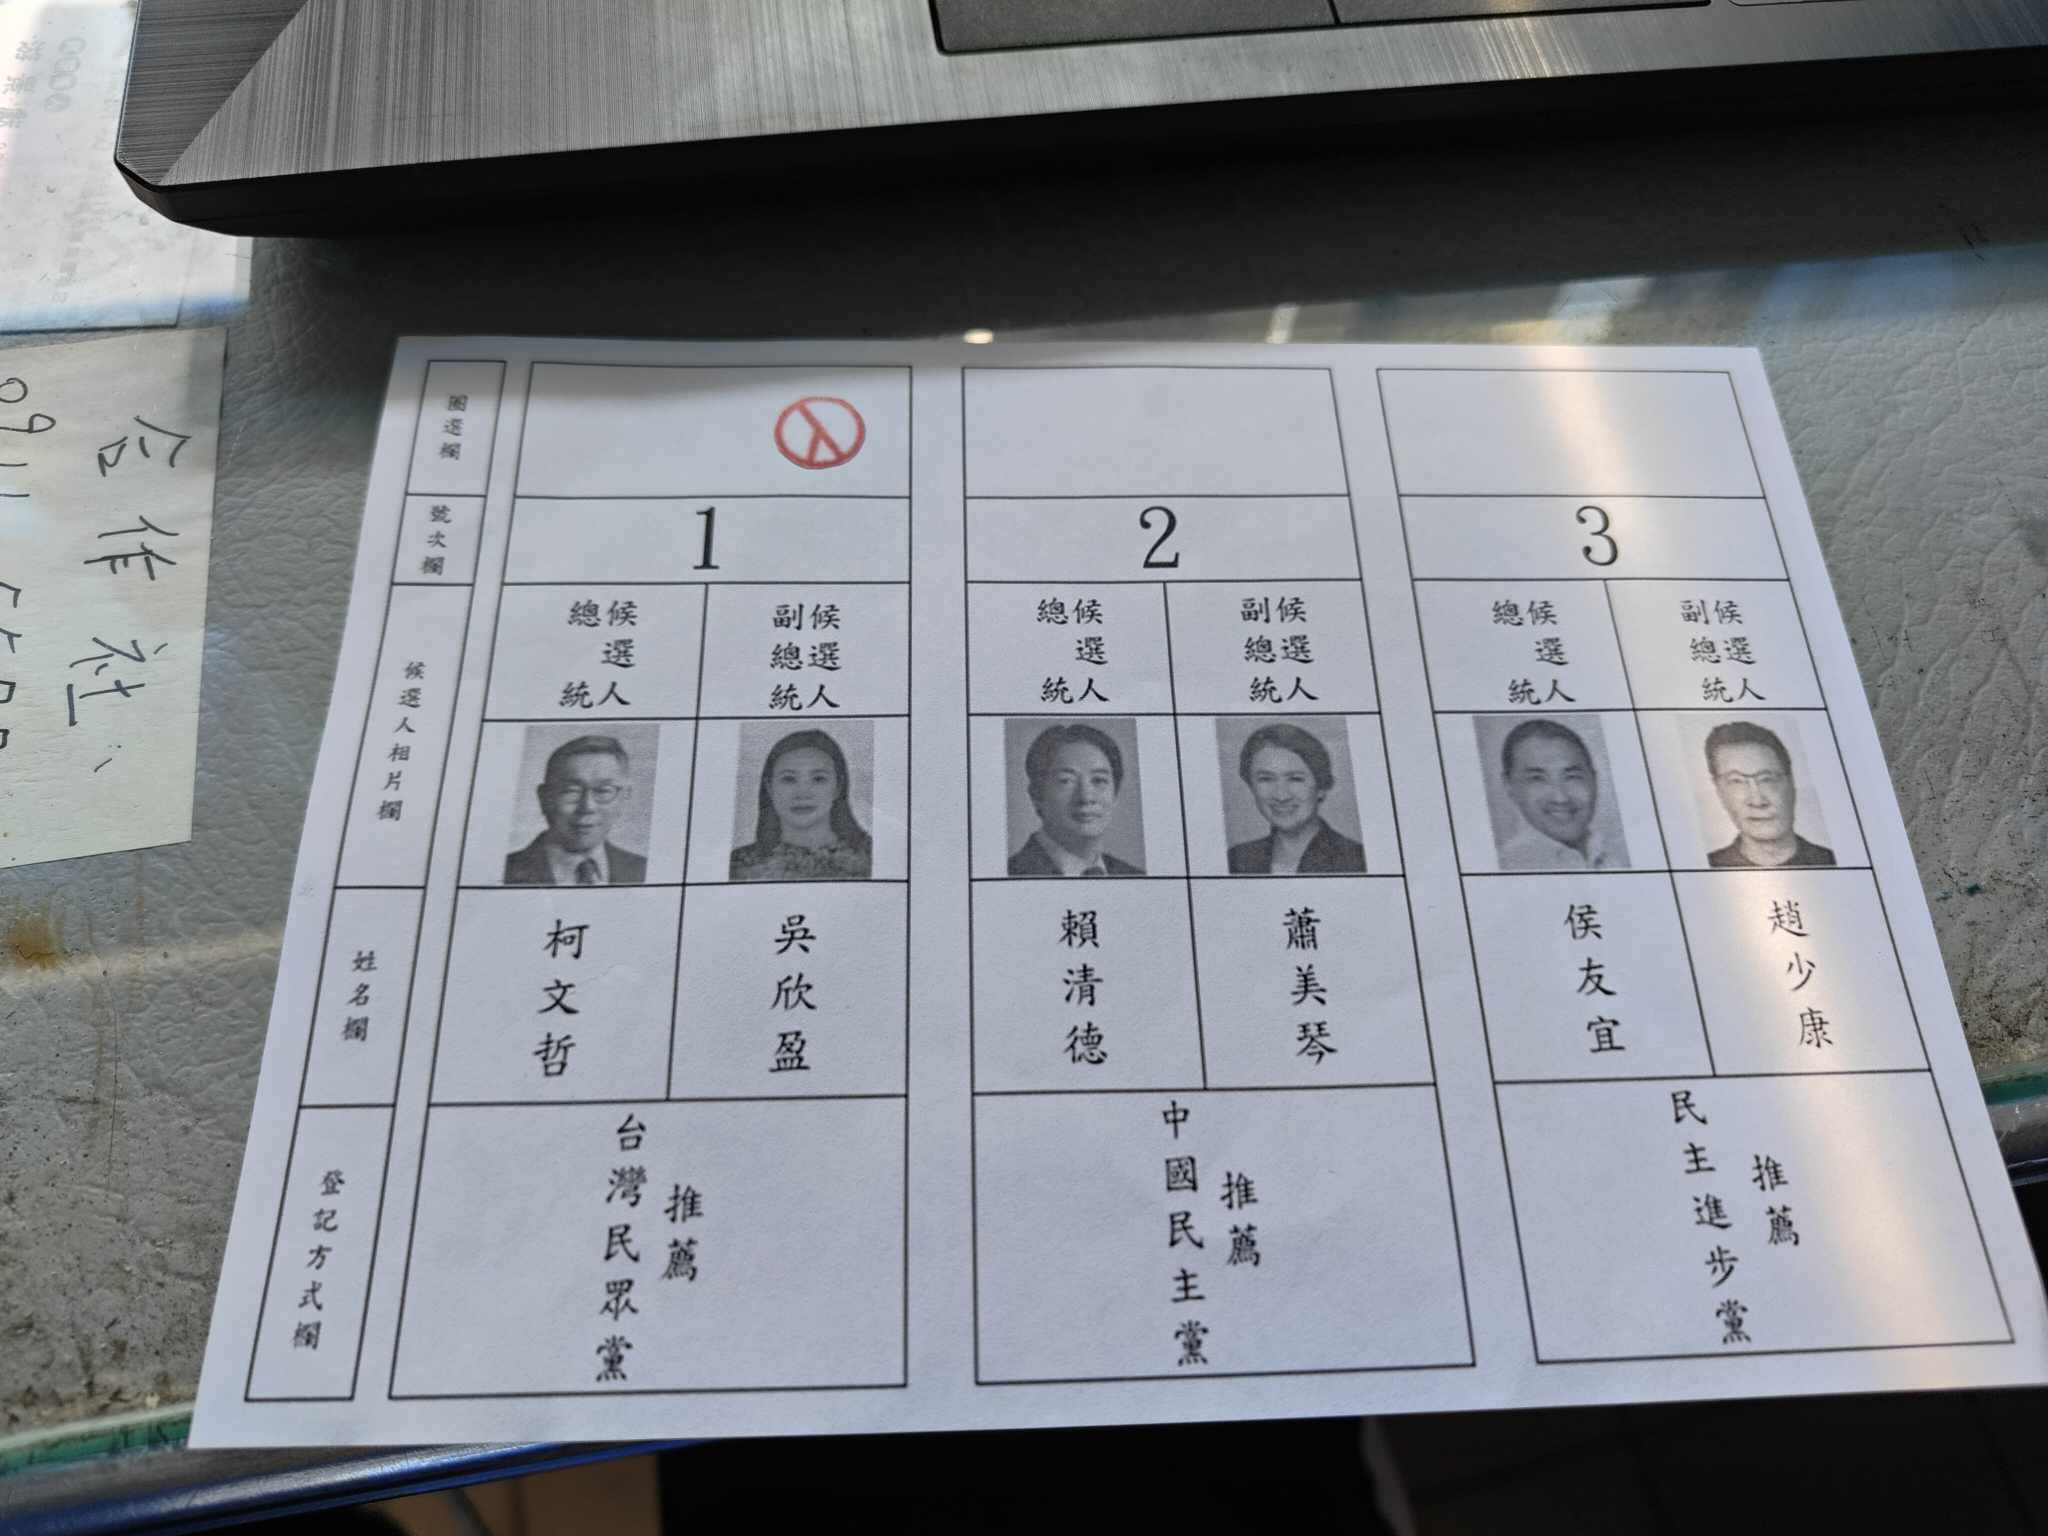 合作社
圈選欄
號次欄
候選人相片欄
姓名欄
登記方式欄
1
總統
候選人
副總統
候選人
柯文哲
吳欣盈
台灣民眾黨
推薦
2
總統
候選人
副總統
候選人
賴清德
蕭美琴
中國民主黨
推薦
3
總統
候選人
副總統
候選人
侯友宜
趙少康
民主進步黨
推薦